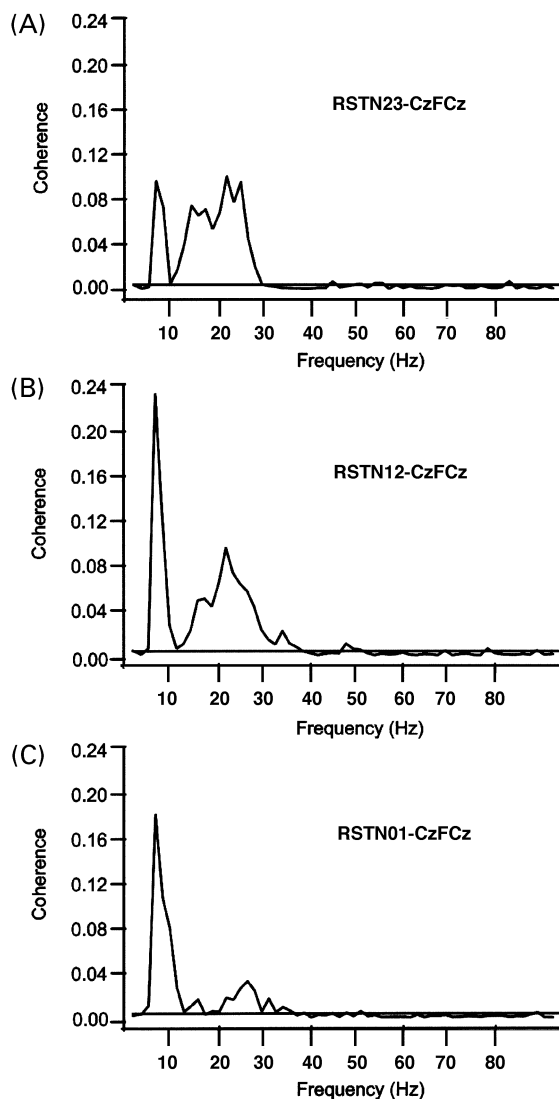 (A)
0.24
0.20
0.16
0.12
0.08
0.04
0.00
Coherence
RSTN23-CzFCz
10 20 30 40 50 60 70 80
Frequency (Hz)
(B)
0.24
0.20
0.16
0.12
0.08
0.04
0.00
Coherence
RSTN12-CzFCz
10 20 30 40 50 60 70 80
Frequency (Hz)
(C)
0.24
0.20
0.16
0.12
0.08
0.04
0.00
Coherence
RSTN01-CzFCz
10 20 30 40 50 60 70 80
Frequency (Hz)